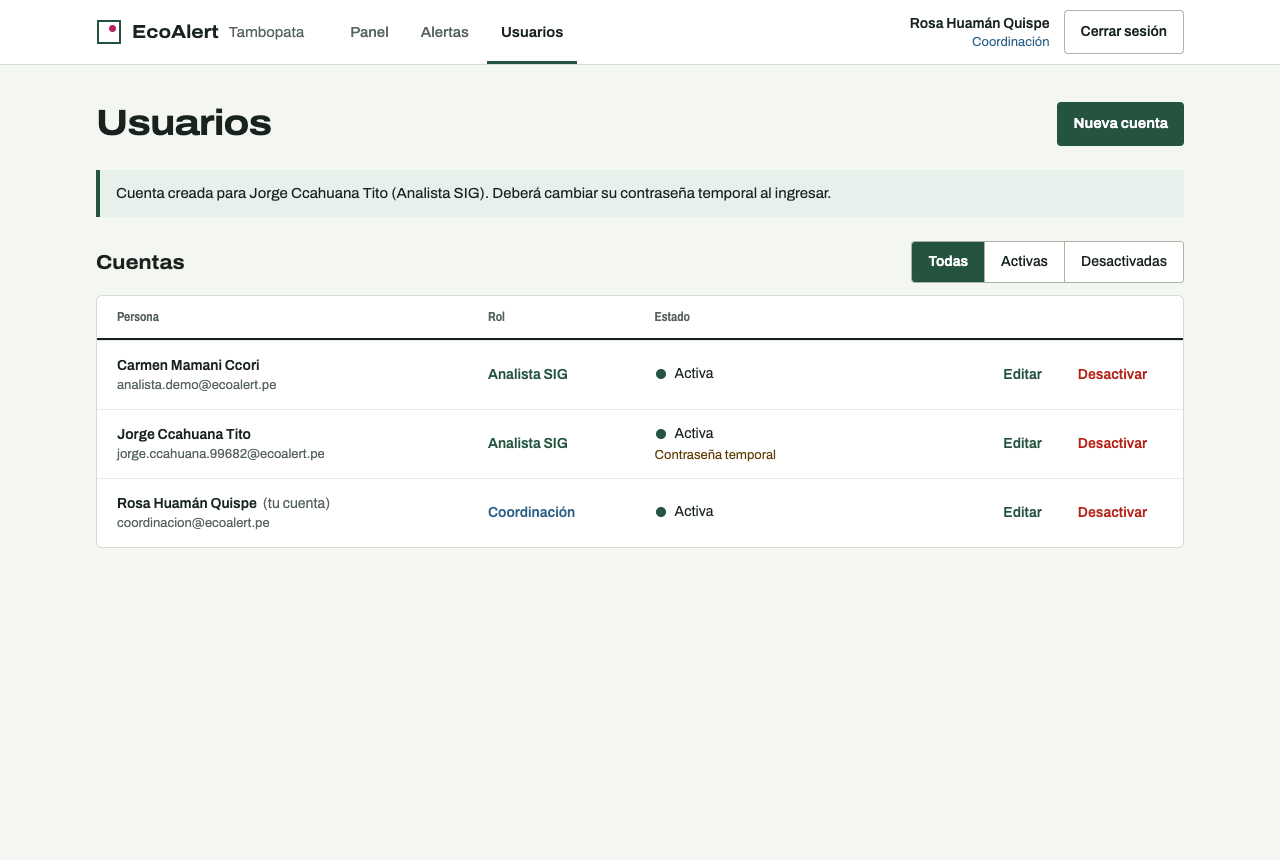 EcoAlert Tambopata Panel Alertas Usuarios Rosa Huamán Quispe Cerrar sesión
Coordinación
Usuarios Nueva cuenta
Cuenta creada para Jorge Ccahuana Tito (Analista SIG). Deberá cambiar su contraseña temporal al ingresar.
Cuentas Todas Activas Desactivadas
Persona Rol Estado
Carmen Mamani Ccori
analista.demo@ecoalert.pe
Analista SIG Activa Editar Desactivar
Jorge Ccahuana Tito
jorge.ccahuana.99682@ecoalert.pe
Analista SIG Activa Editar Desactivar
Contraseña temporal
Rosa Huamán Quispe (tu cuenta)
coordinacion@ecoalert.pe
Coordinación Activa Editar Desactivar